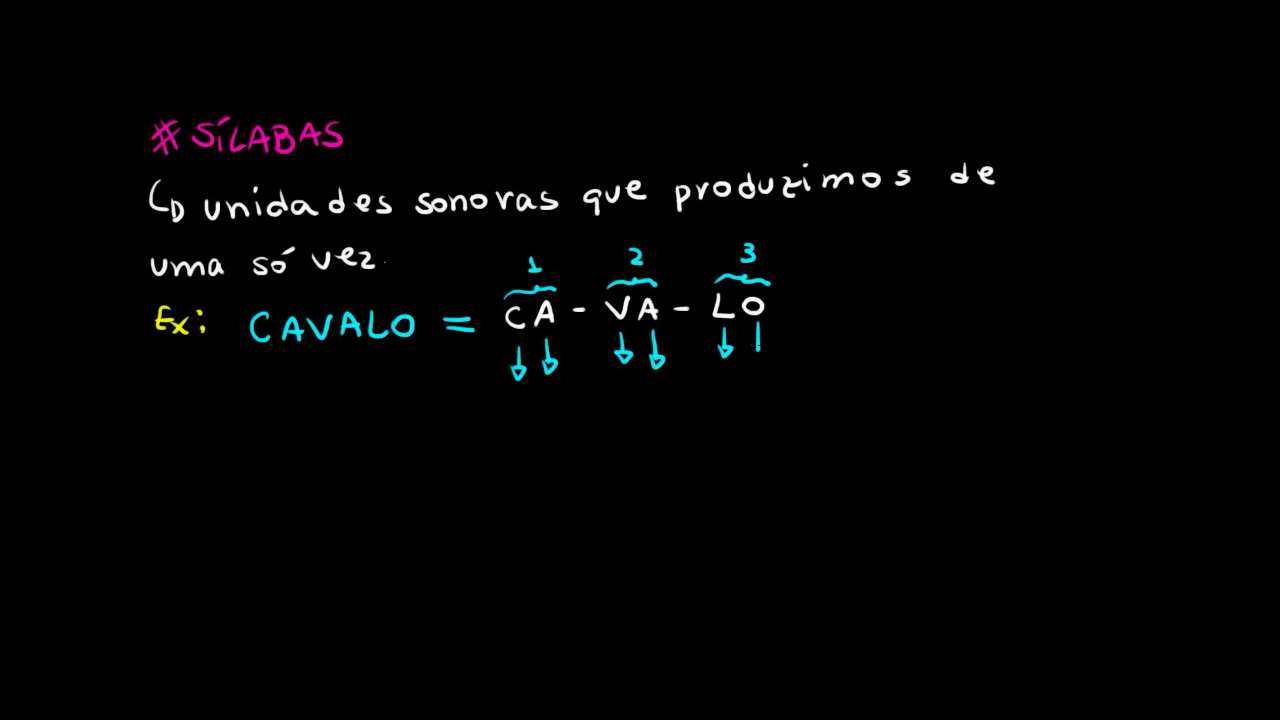 # SÍLABAS
unidades sonoras que produzimos de
uma só vez.
1 2 3
Ex: CAVALO = CA - VA - LO